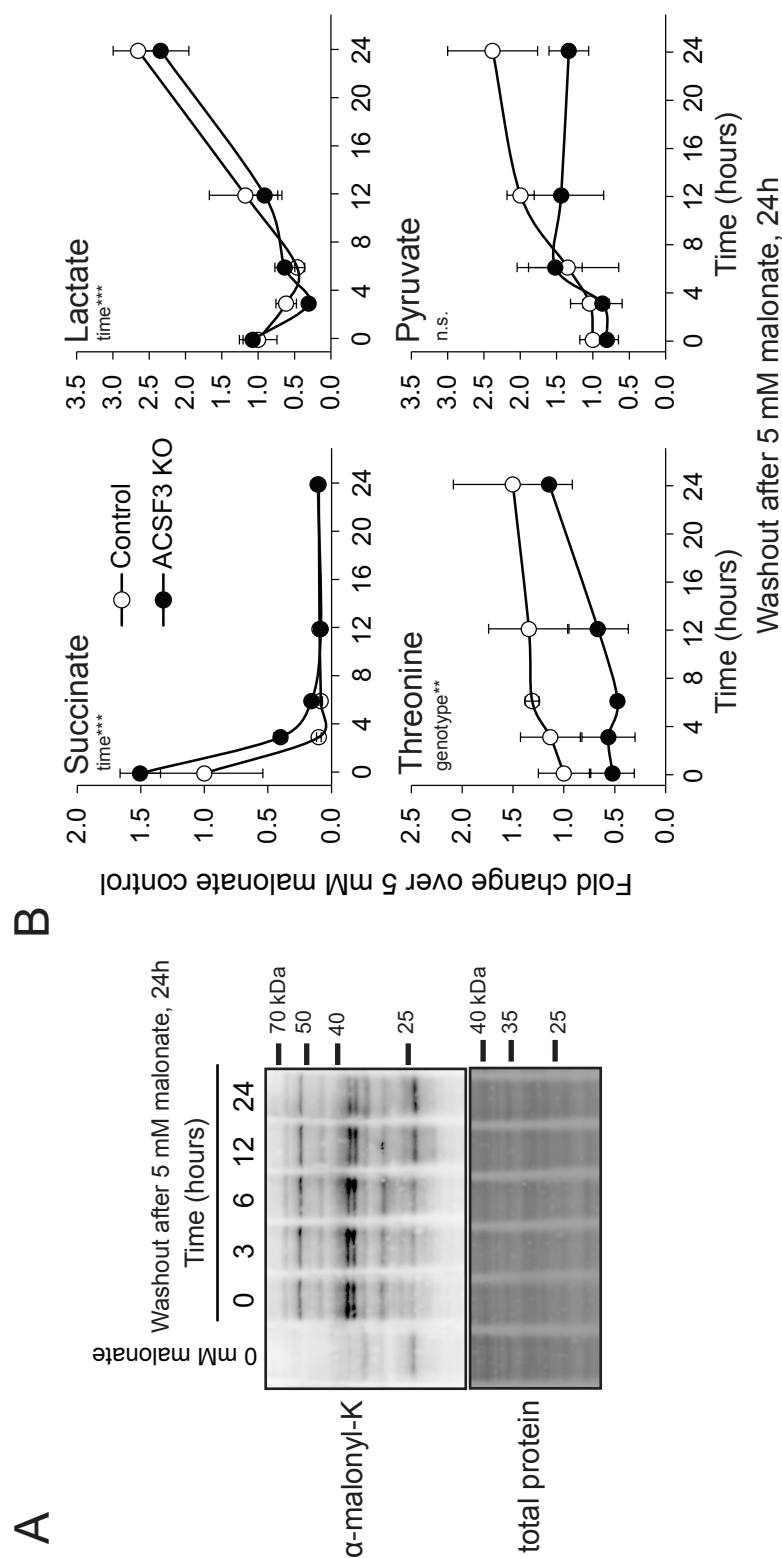 A
Washout after 5 mM malonate, 24h
Time (hours)
0 mM malonate
0 3 6 12 24
α-malonyl-K
70 kDa
50
40
25
total protein
40 kDa
35
25
B
Fold change over 5 mM malonate control
Succinate
time***
Control
ACSF3 KO
2.0
1.5
1.0
0.5
0.0
0 4 8 12 16 20 24
Lactate
time***
3.5
3.0
2.5
2.0
1.5
1.0
0.5
0.0
0 4 8 12 16 20 24
Threonine
genotype**
2.5
2.0
1.5
1.0
0.5
0.0
0 4 8 12 16 20 24
Time (hours)
Pyruvate
n.s.
3.5
3.0
2.5
2.0
1.5
1.0
0.5
0.0
0 4 8 12 16 20 24
Time (hours)
Washout after 5 mM malonate, 24h